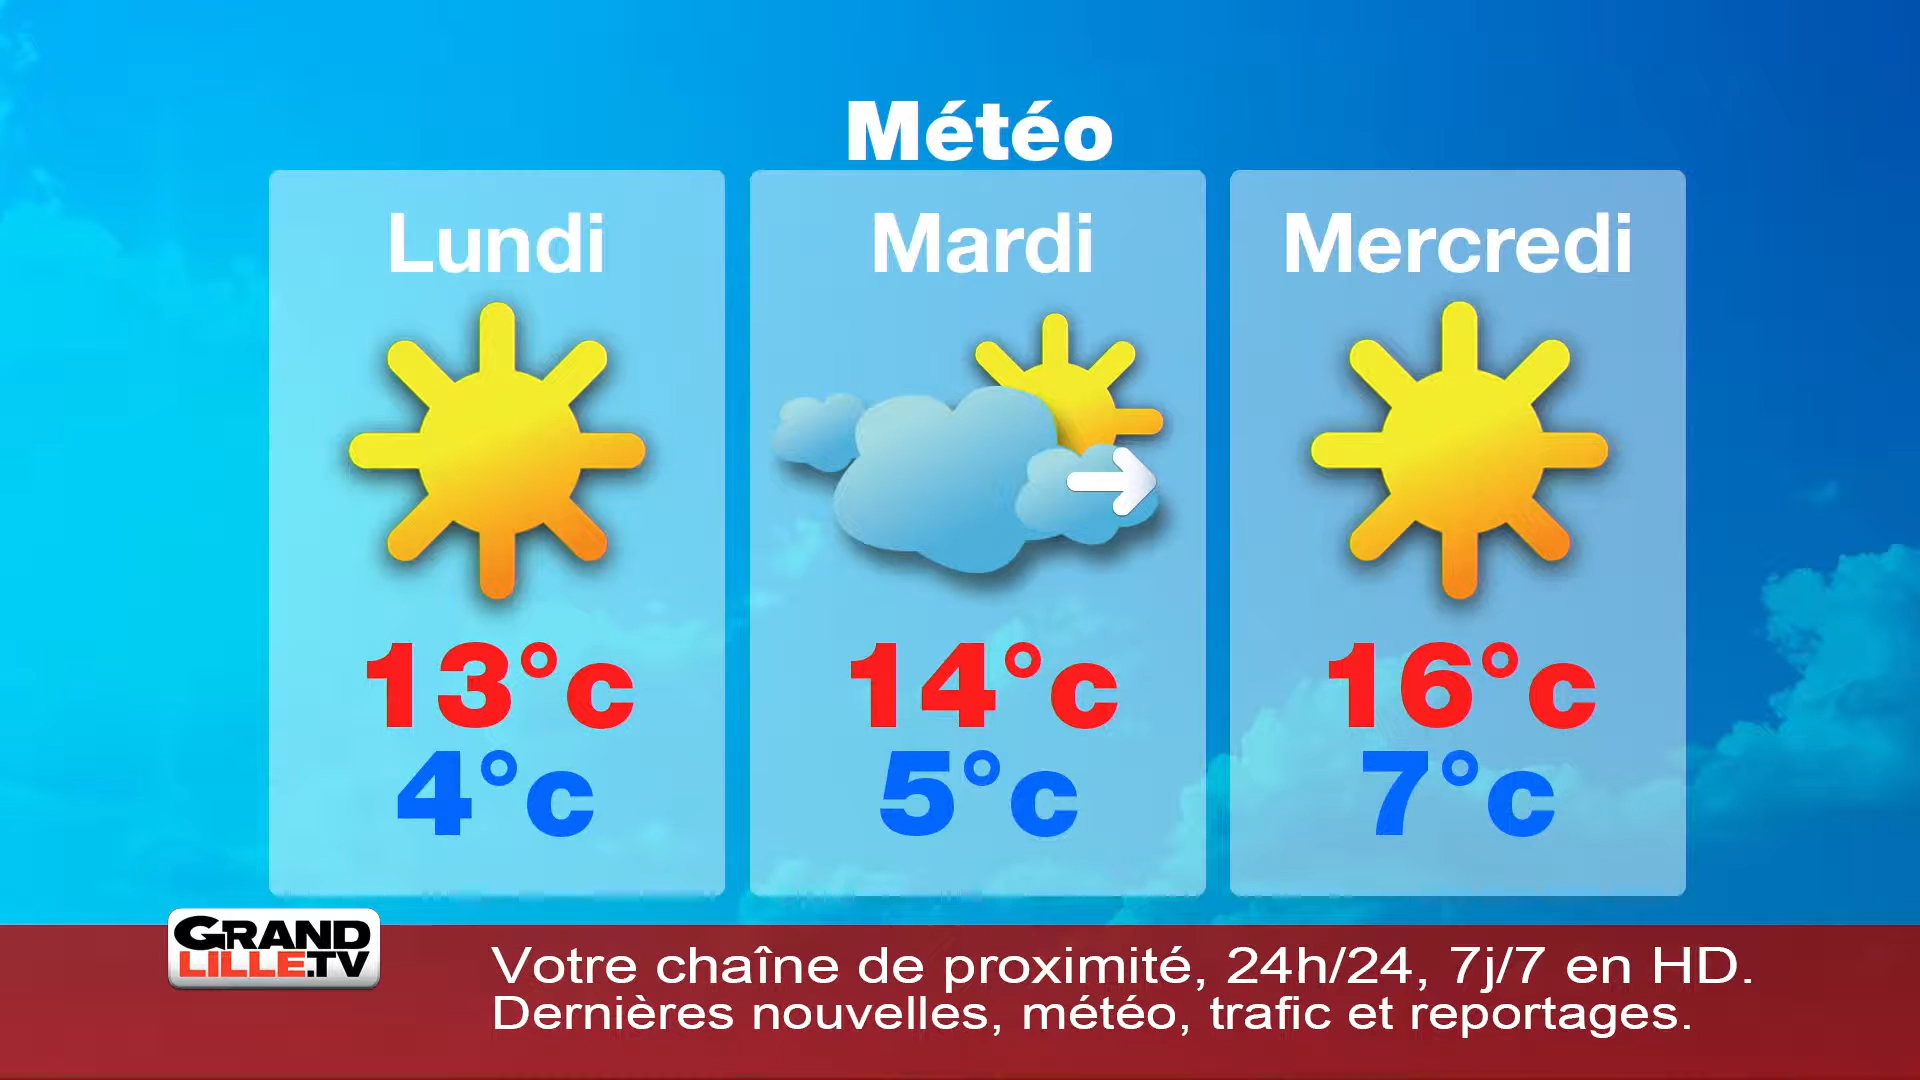 Météo
Lundi
Mardi
Mercredi
13°c
14°c
16°c
4°c
5°c
7°c
GRAND
LILLE.TV
Votre chaîne de proximité, 24h/24, 7j/7 en HD.
Dernières nouvelles, météo, trafic et reportages.